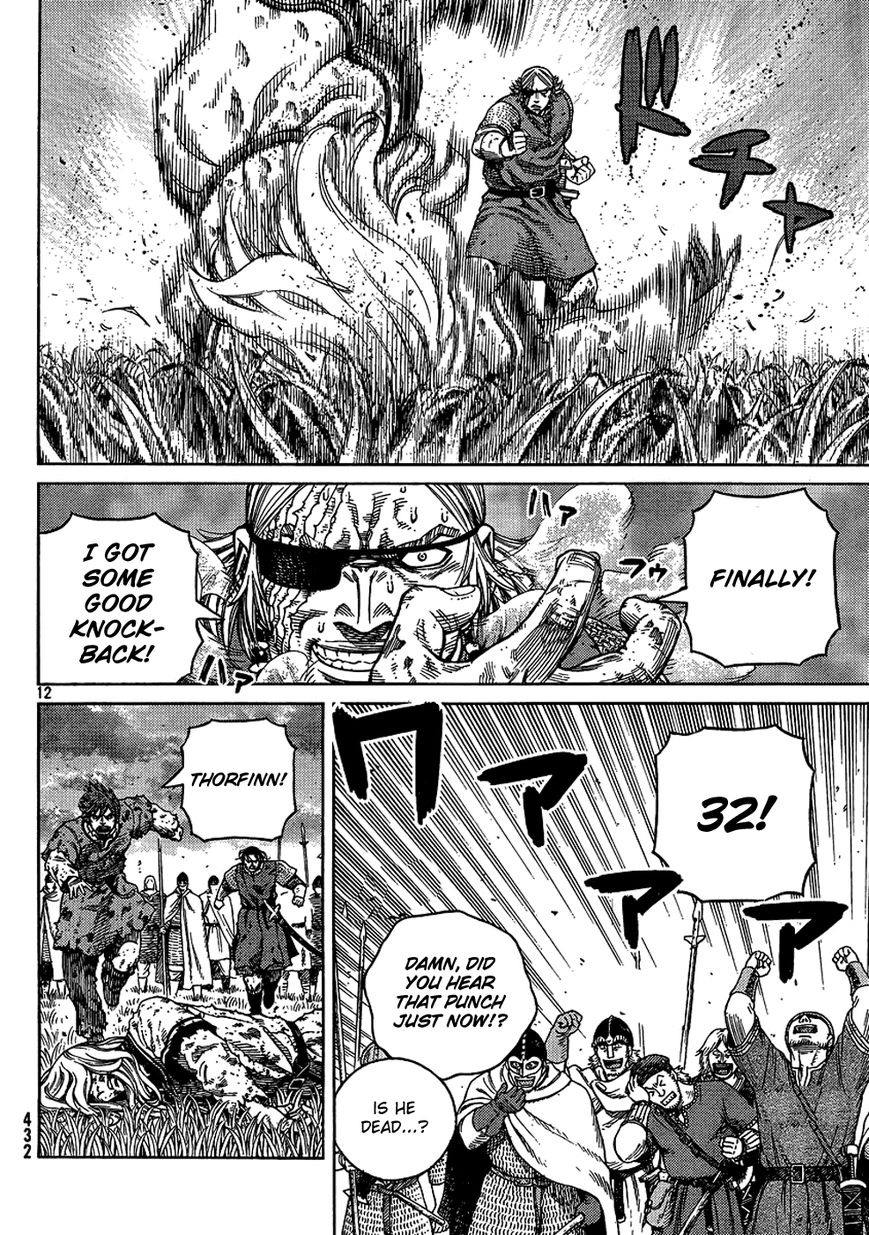 ドチャ
FINALLY!
ハァ
フゥ
I GOT
SOME
GOOD
KNOCK-
BACK!
ハァ
12
32!
ワァァァ
DAMN, DID
YOU HEAR
THAT PUNCH
JUST NOW!?
IS HE
DEAD...?
THORFINN!
432